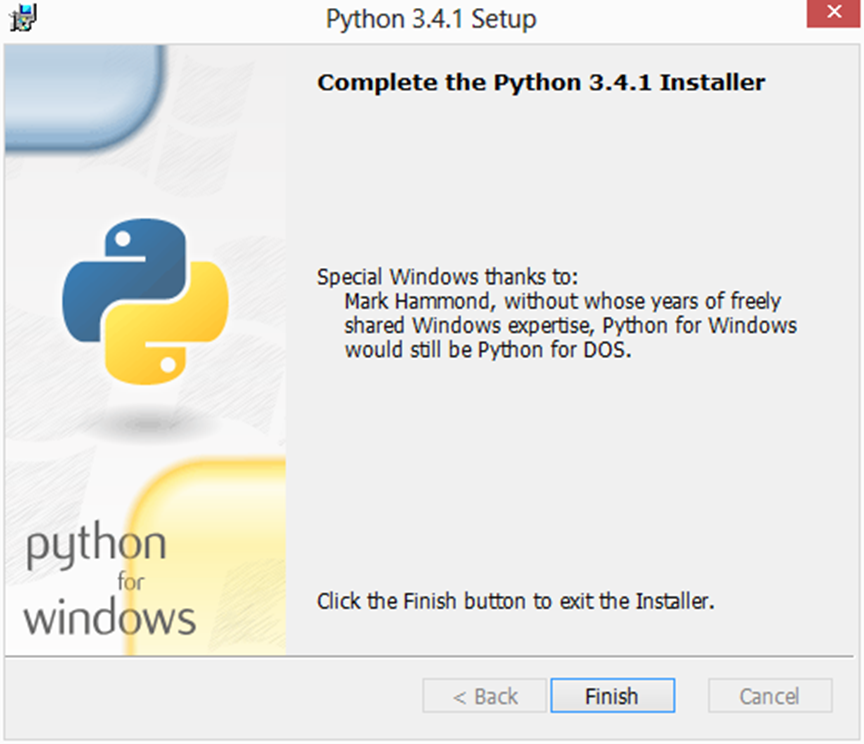 Python 3.4.1 Setup
Complete the Python 3.4.1 Installer
Special Windows thanks to:
Mark Hammond, without whose years of freely
shared Windows expertise, Python for Windows
would still be Python for DOS.
python
for
windows
Click the Finish button to exit the Installer.
< Back
Finish
Cancel